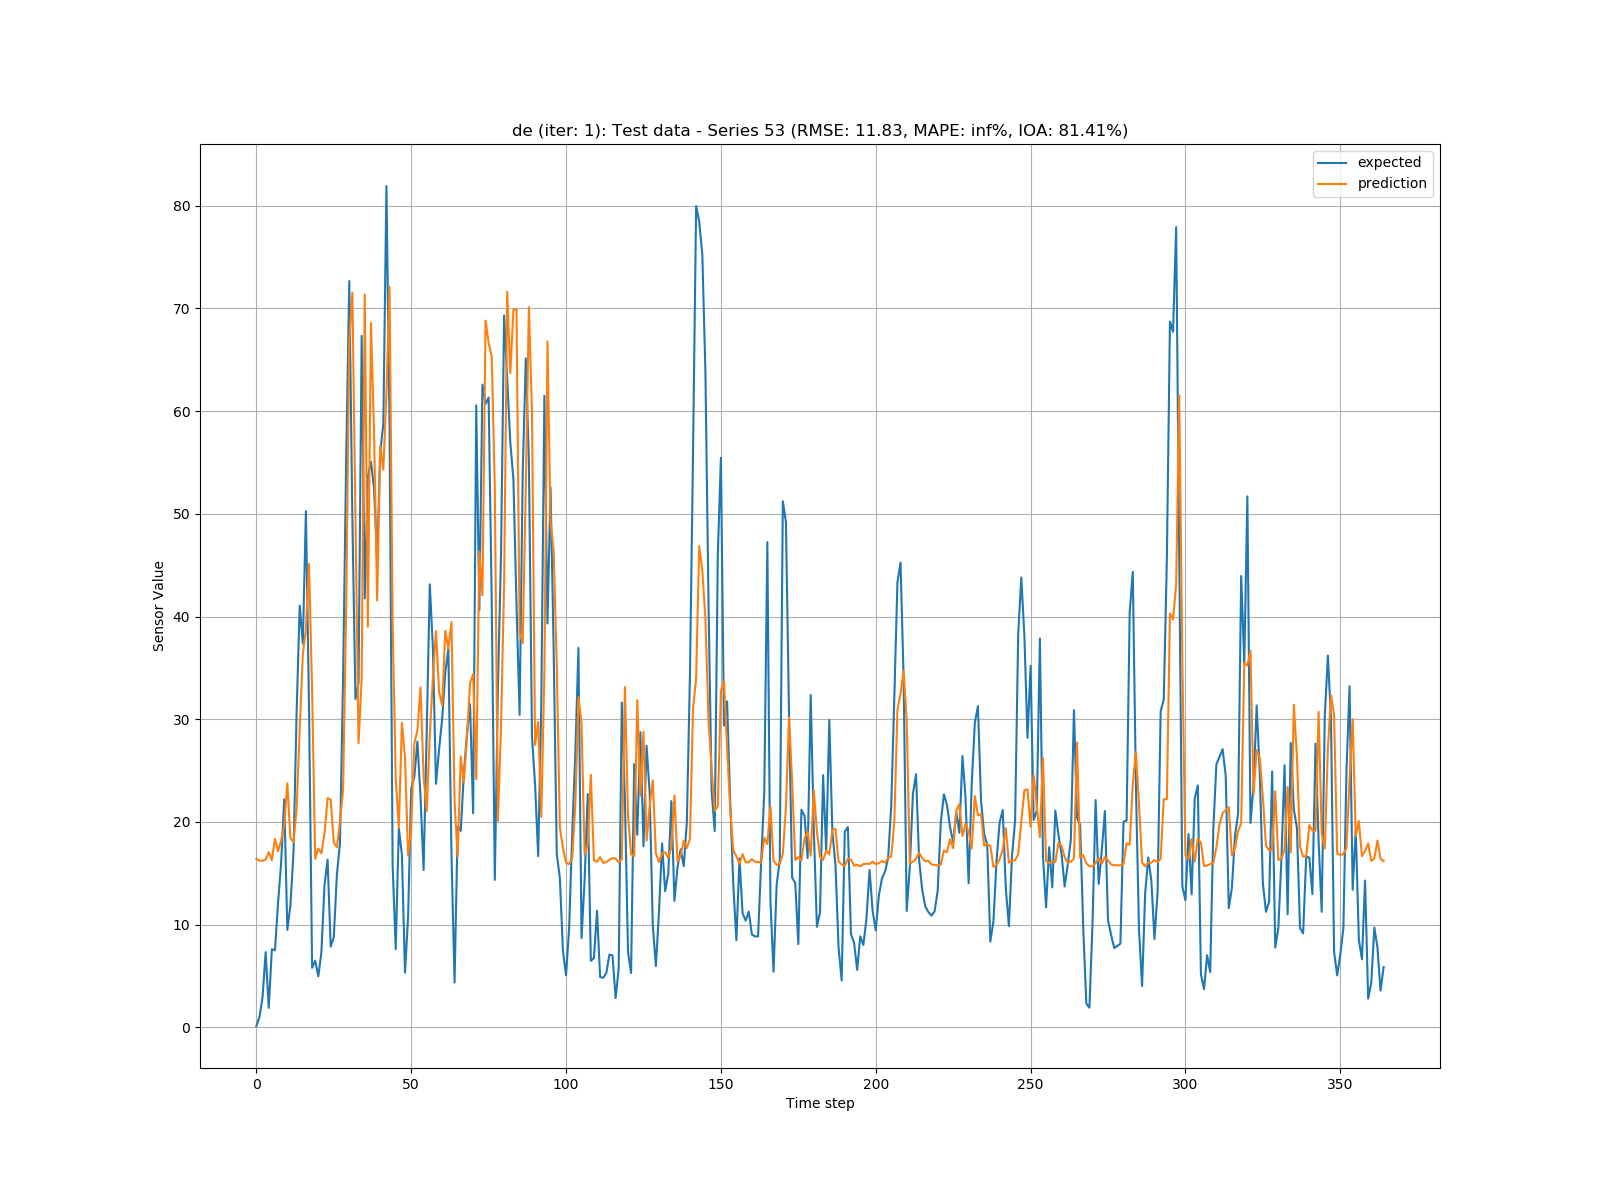 de (iter: 1): Test data - Series 53 (RMSE: 11.83, MAPE: inf%, IOA: 81.41%)
expected
prediction
80
70
60
50
40
30
20
10
0
Sensor Value
0 50 100 150 200 250 300 350
Time step